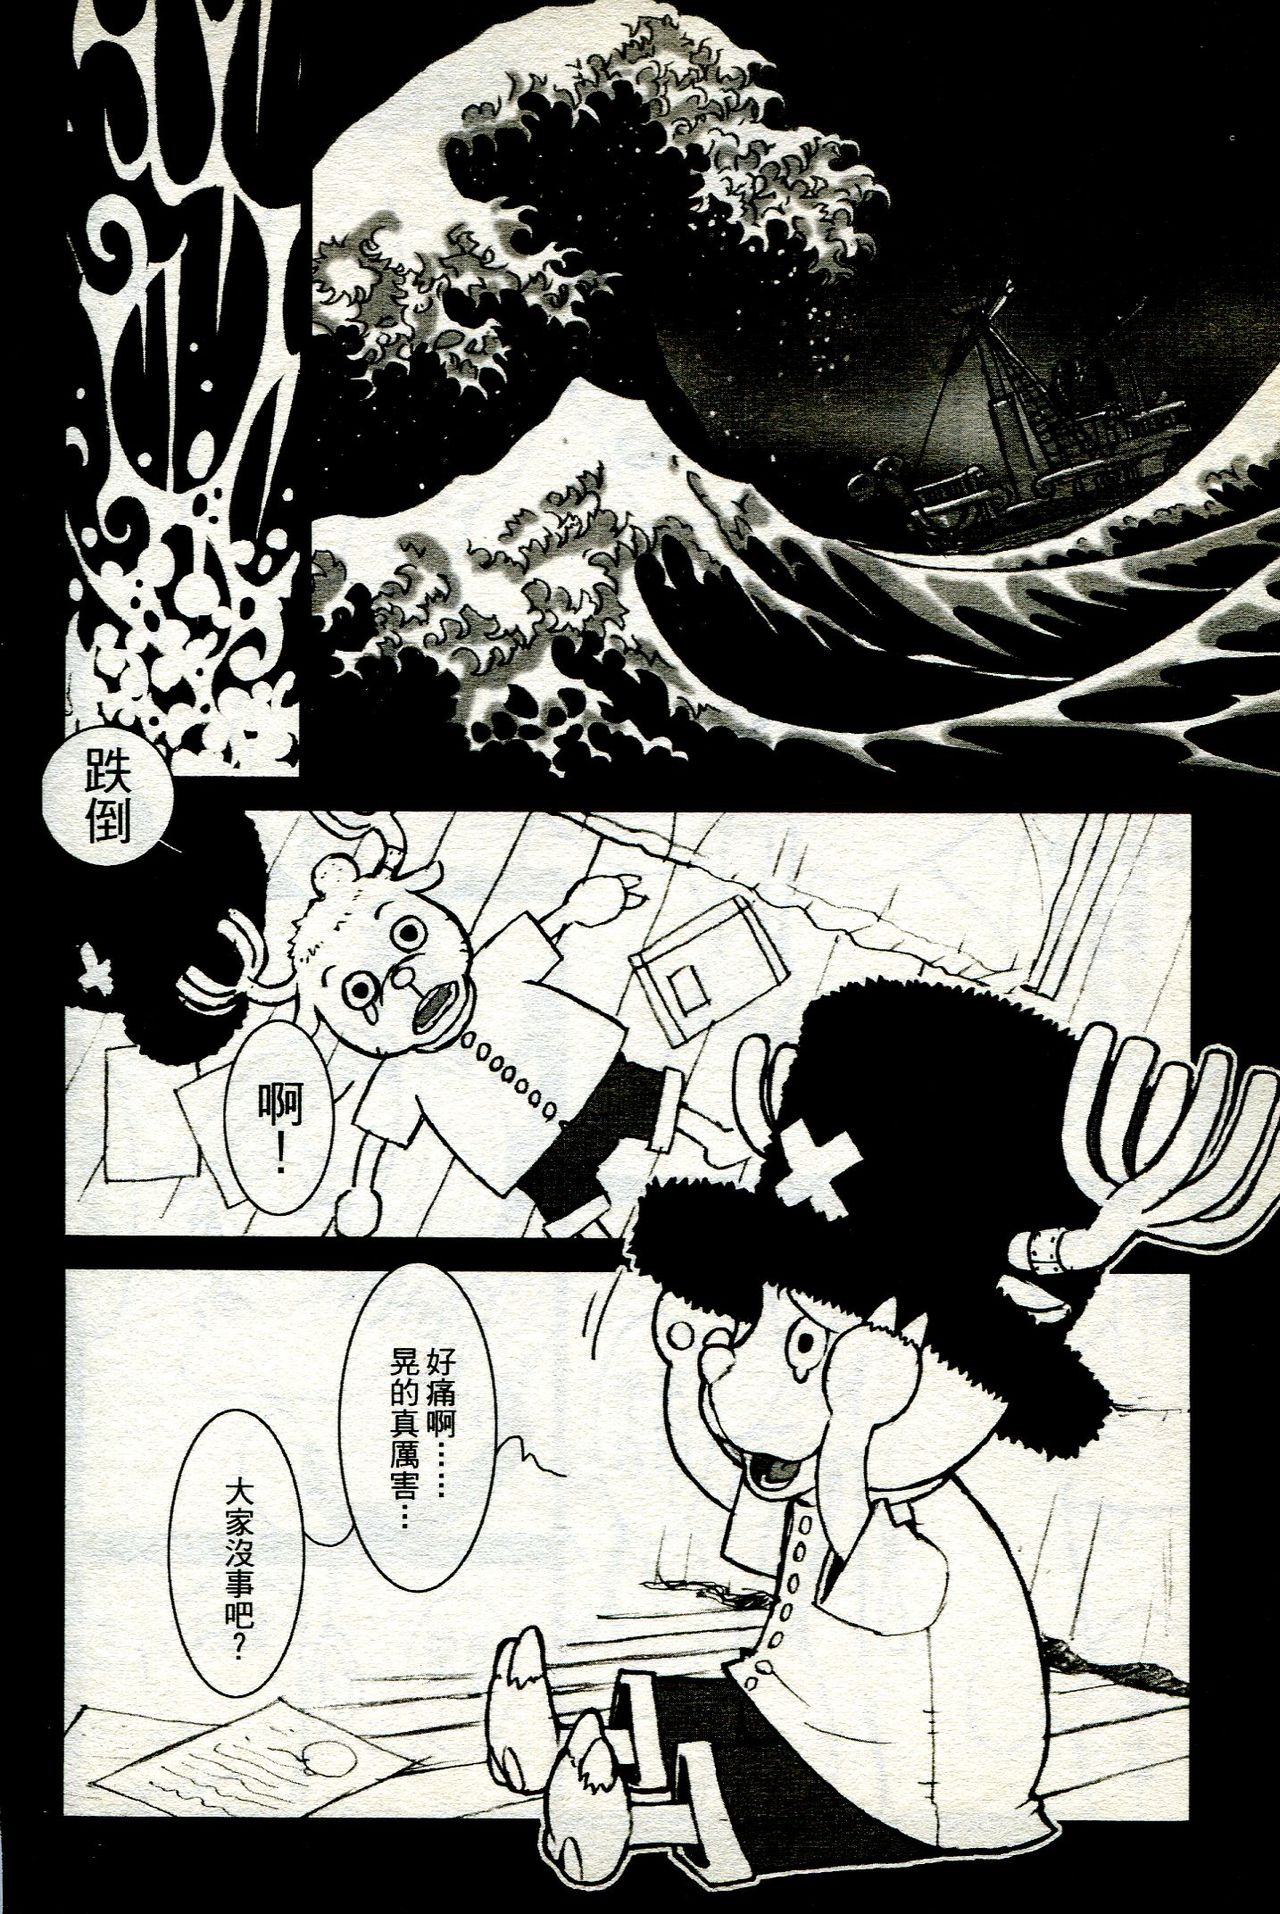 跌倒
啊！
好痛啊……
晃的真厲害…
大家沒事吧？